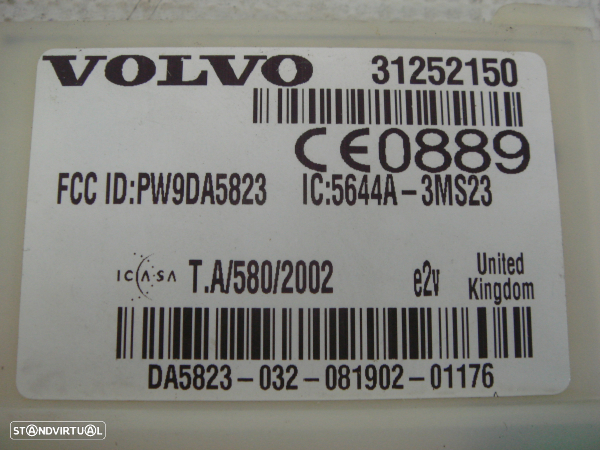 VOLVO 31252150
CE0889
FCC ID:PW9DA5823 IC:5644A-3MS23
ICASA T.A/580/2002 e2v United Kingdom
DA5823-032-081902-01176
STANDVIRTUAL